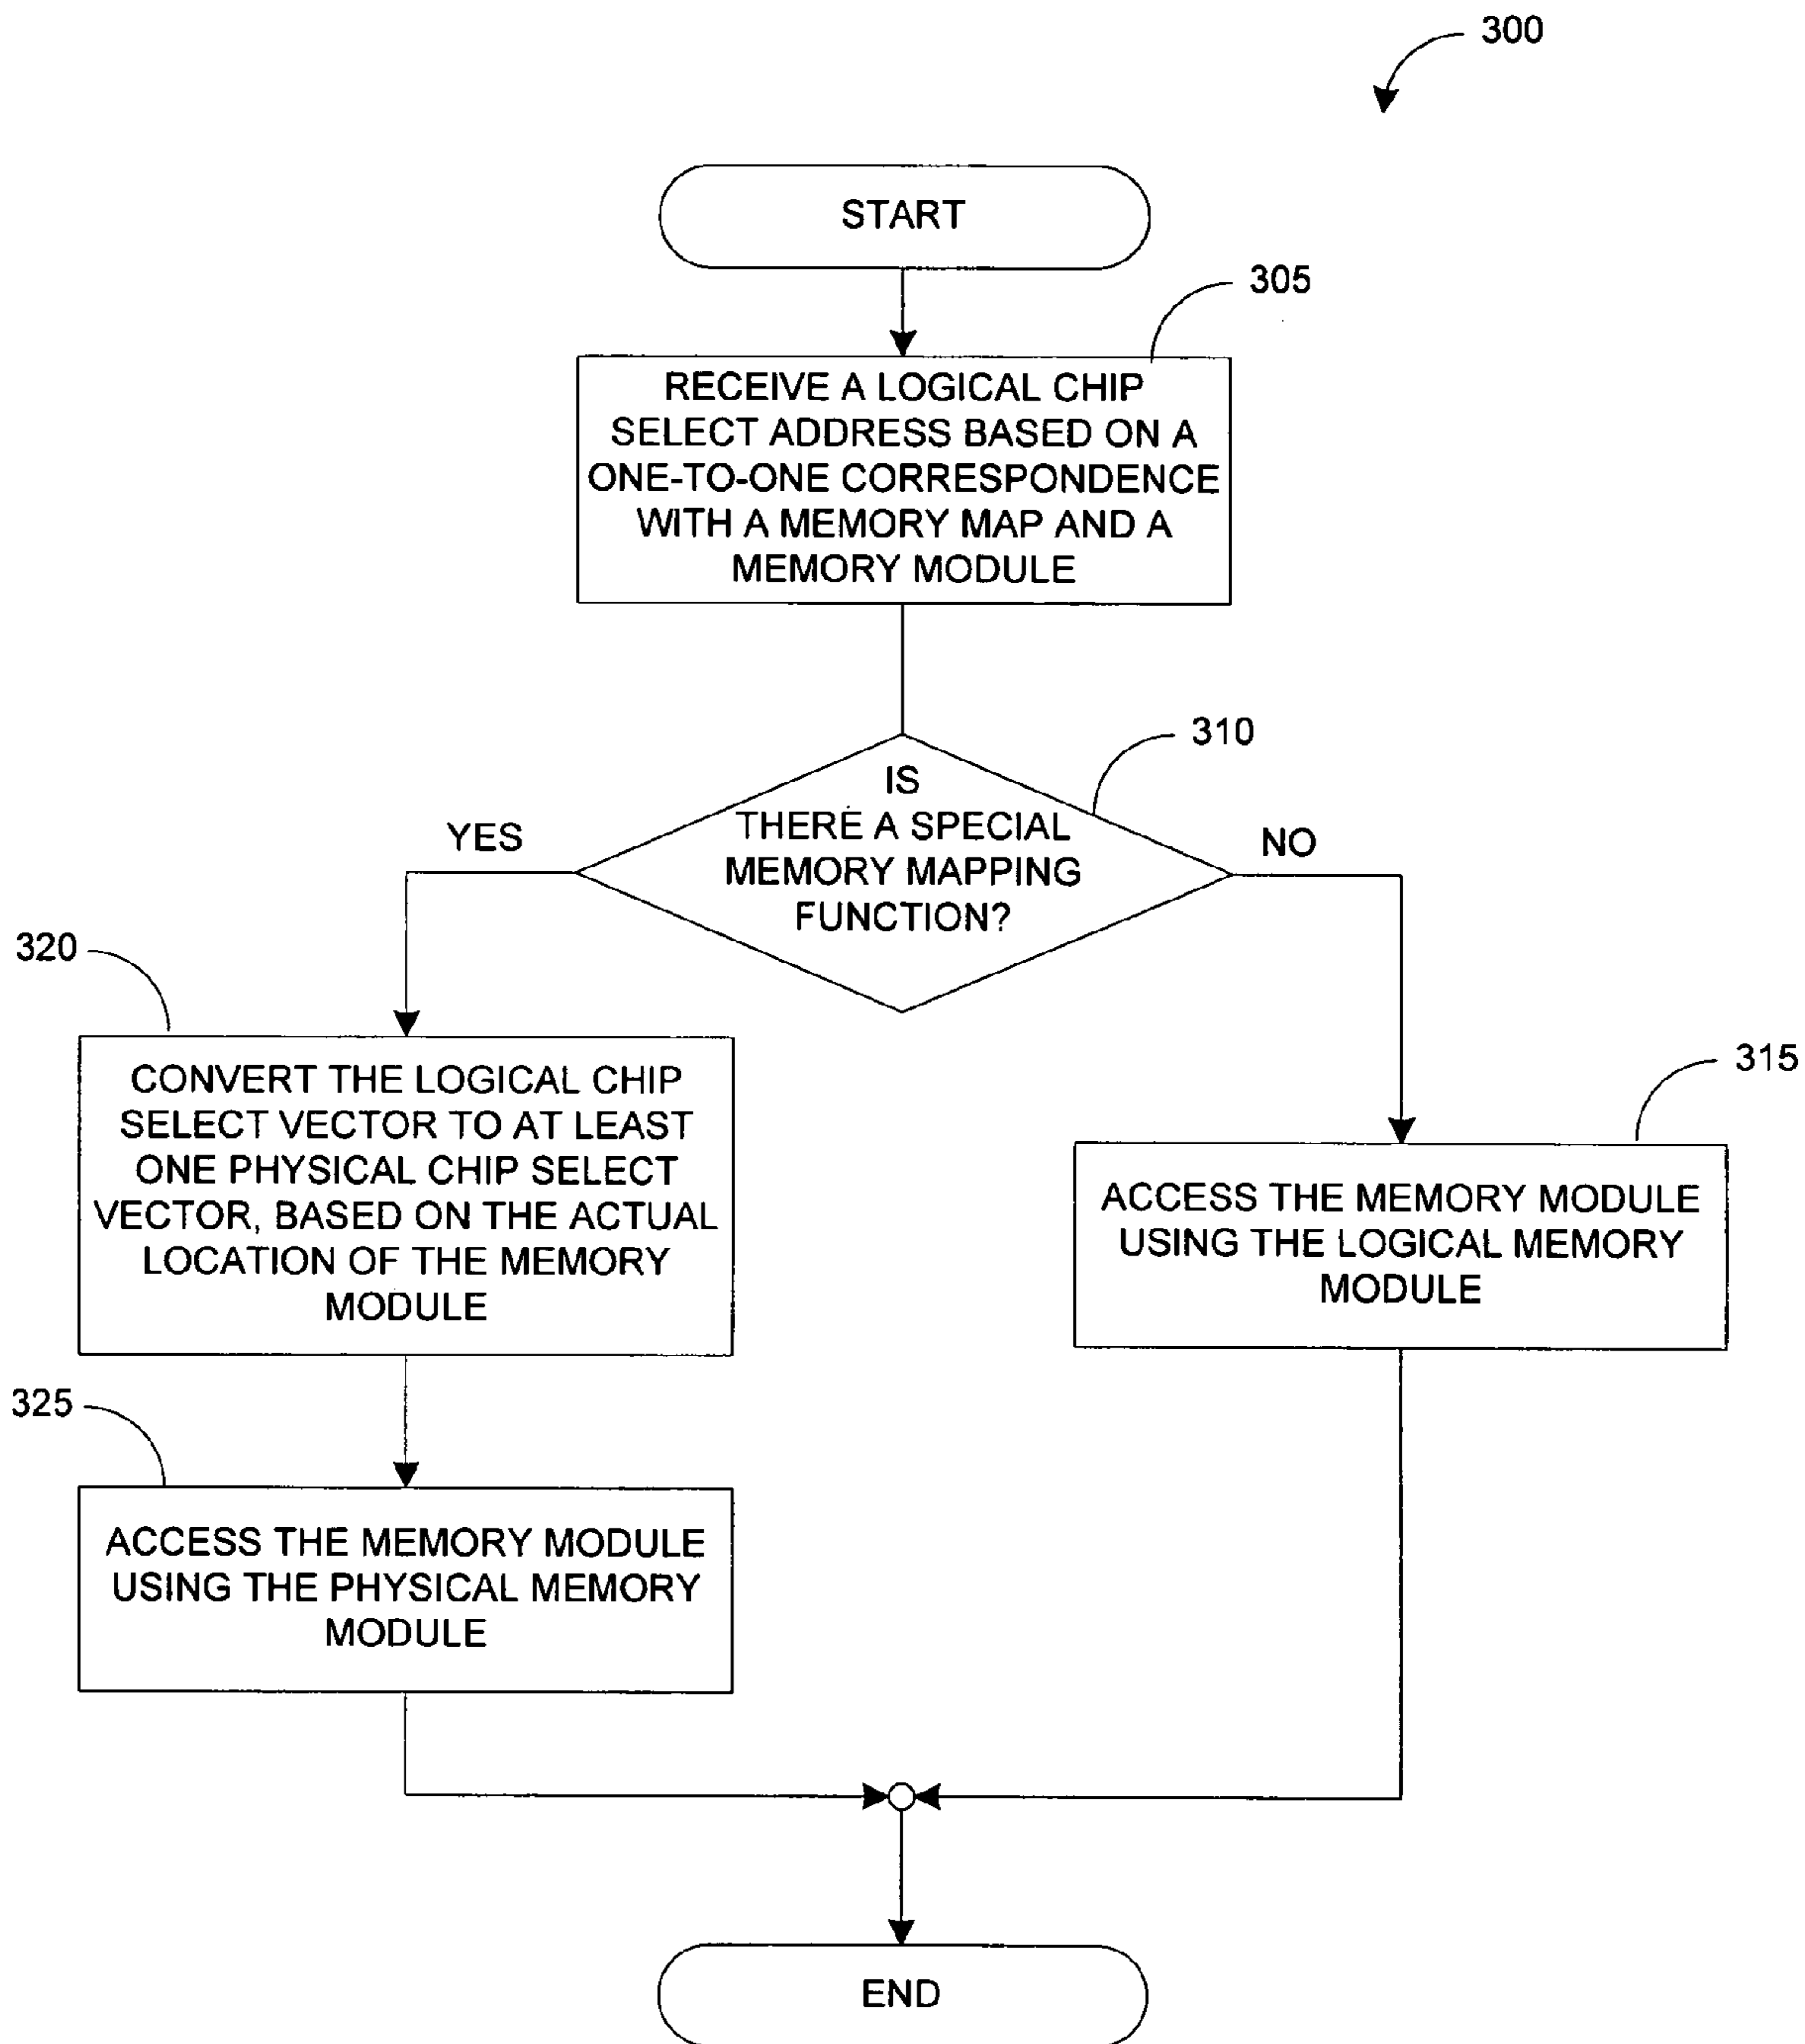 300
START
305
RECEIVE A LOGICAL CHIP
SELECT ADDRESS BASED ON A
ONE-TO-ONE CORRESPONDENCE
WITH A MEMORY MAP AND A
MEMORY MODULE
310
IS
THERE A SPECIAL
MEMORY MAPPING
FUNCTION?
YES
NO
320
CONVERT THE LOGICAL CHIP
SELECT VECTOR TO AT LEAST
ONE PHYSICAL CHIP SELECT
VECTOR, BASED ON THE ACTUAL
LOCATION OF THE MEMORY
MODULE
315
ACCESS THE MEMORY MODULE
USING THE LOGICAL MEMORY
MODULE
325
ACCESS THE MEMORY MODULE
USING THE PHYSICAL MEMORY
MODULE
END